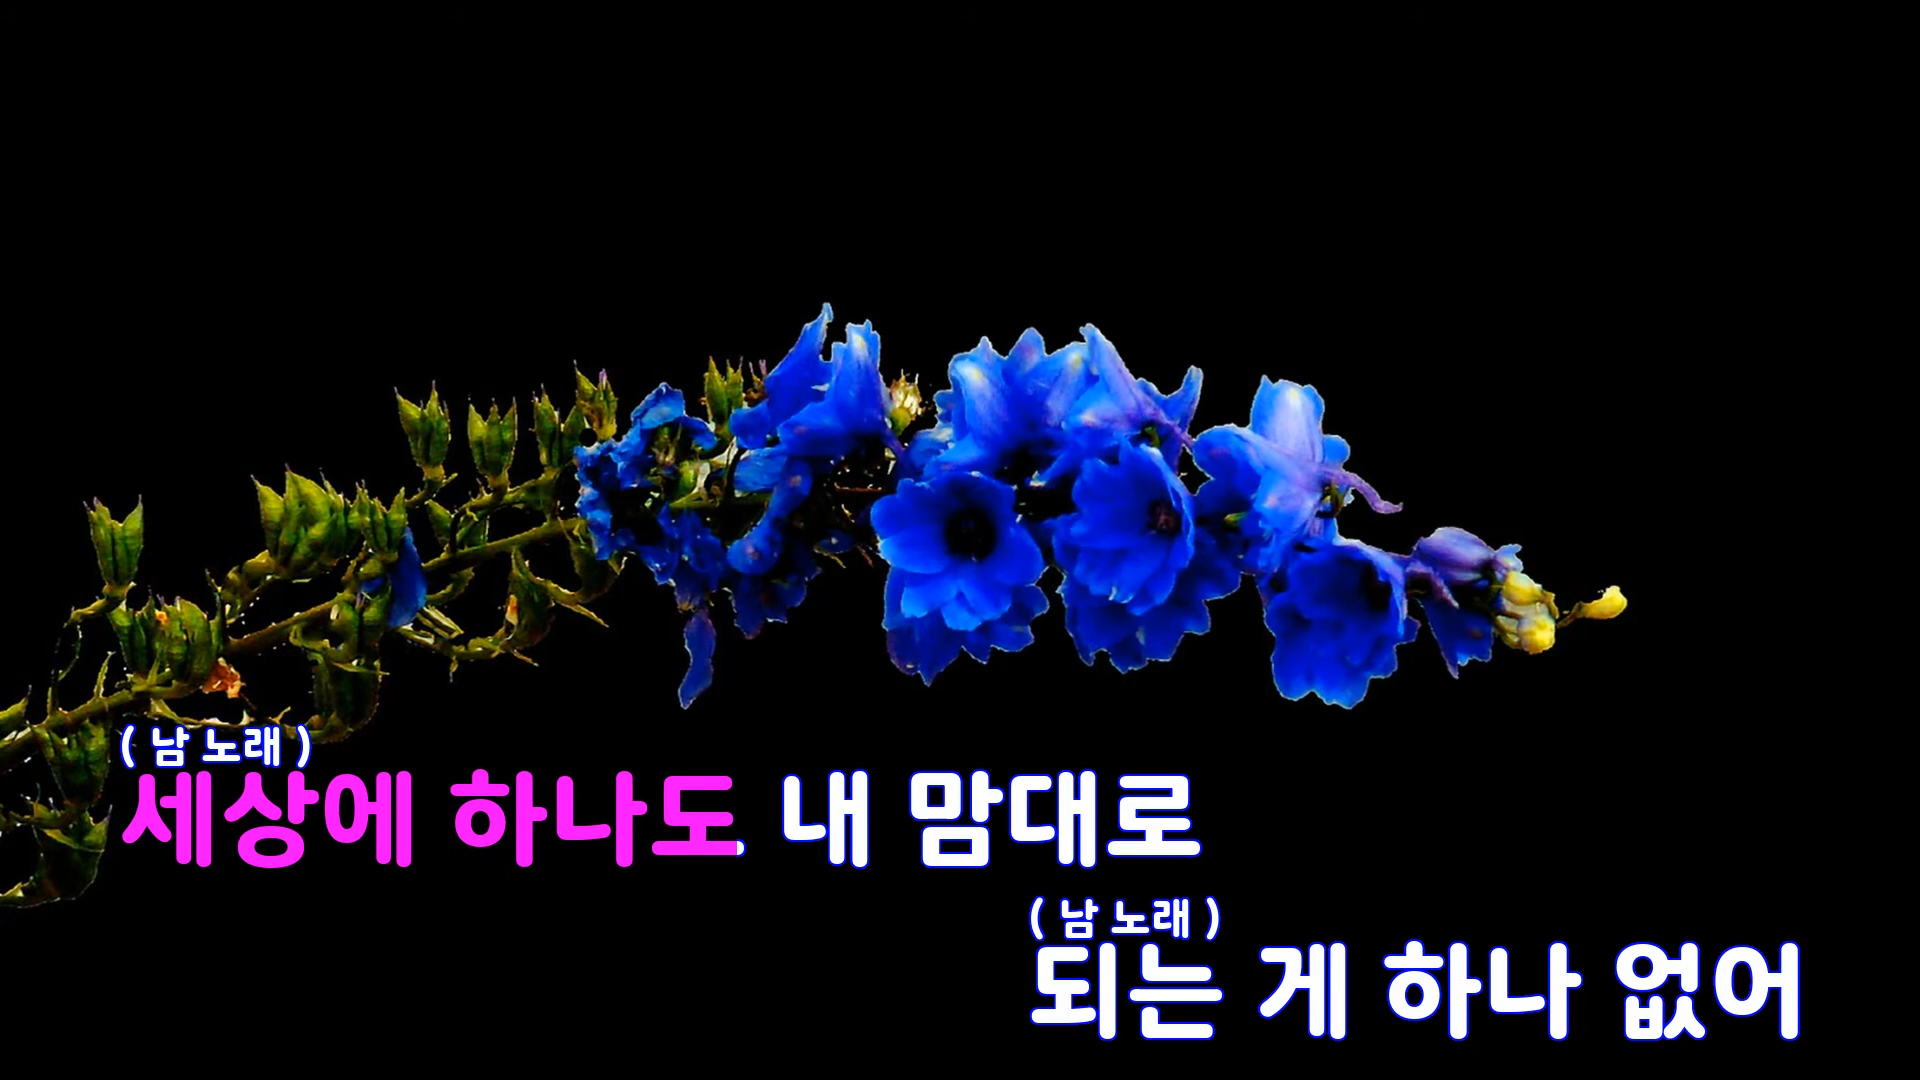 ( 남 노래 )
세상에 하나도 내 맘대로
( 남 노래 )
되는 게 하나 없어